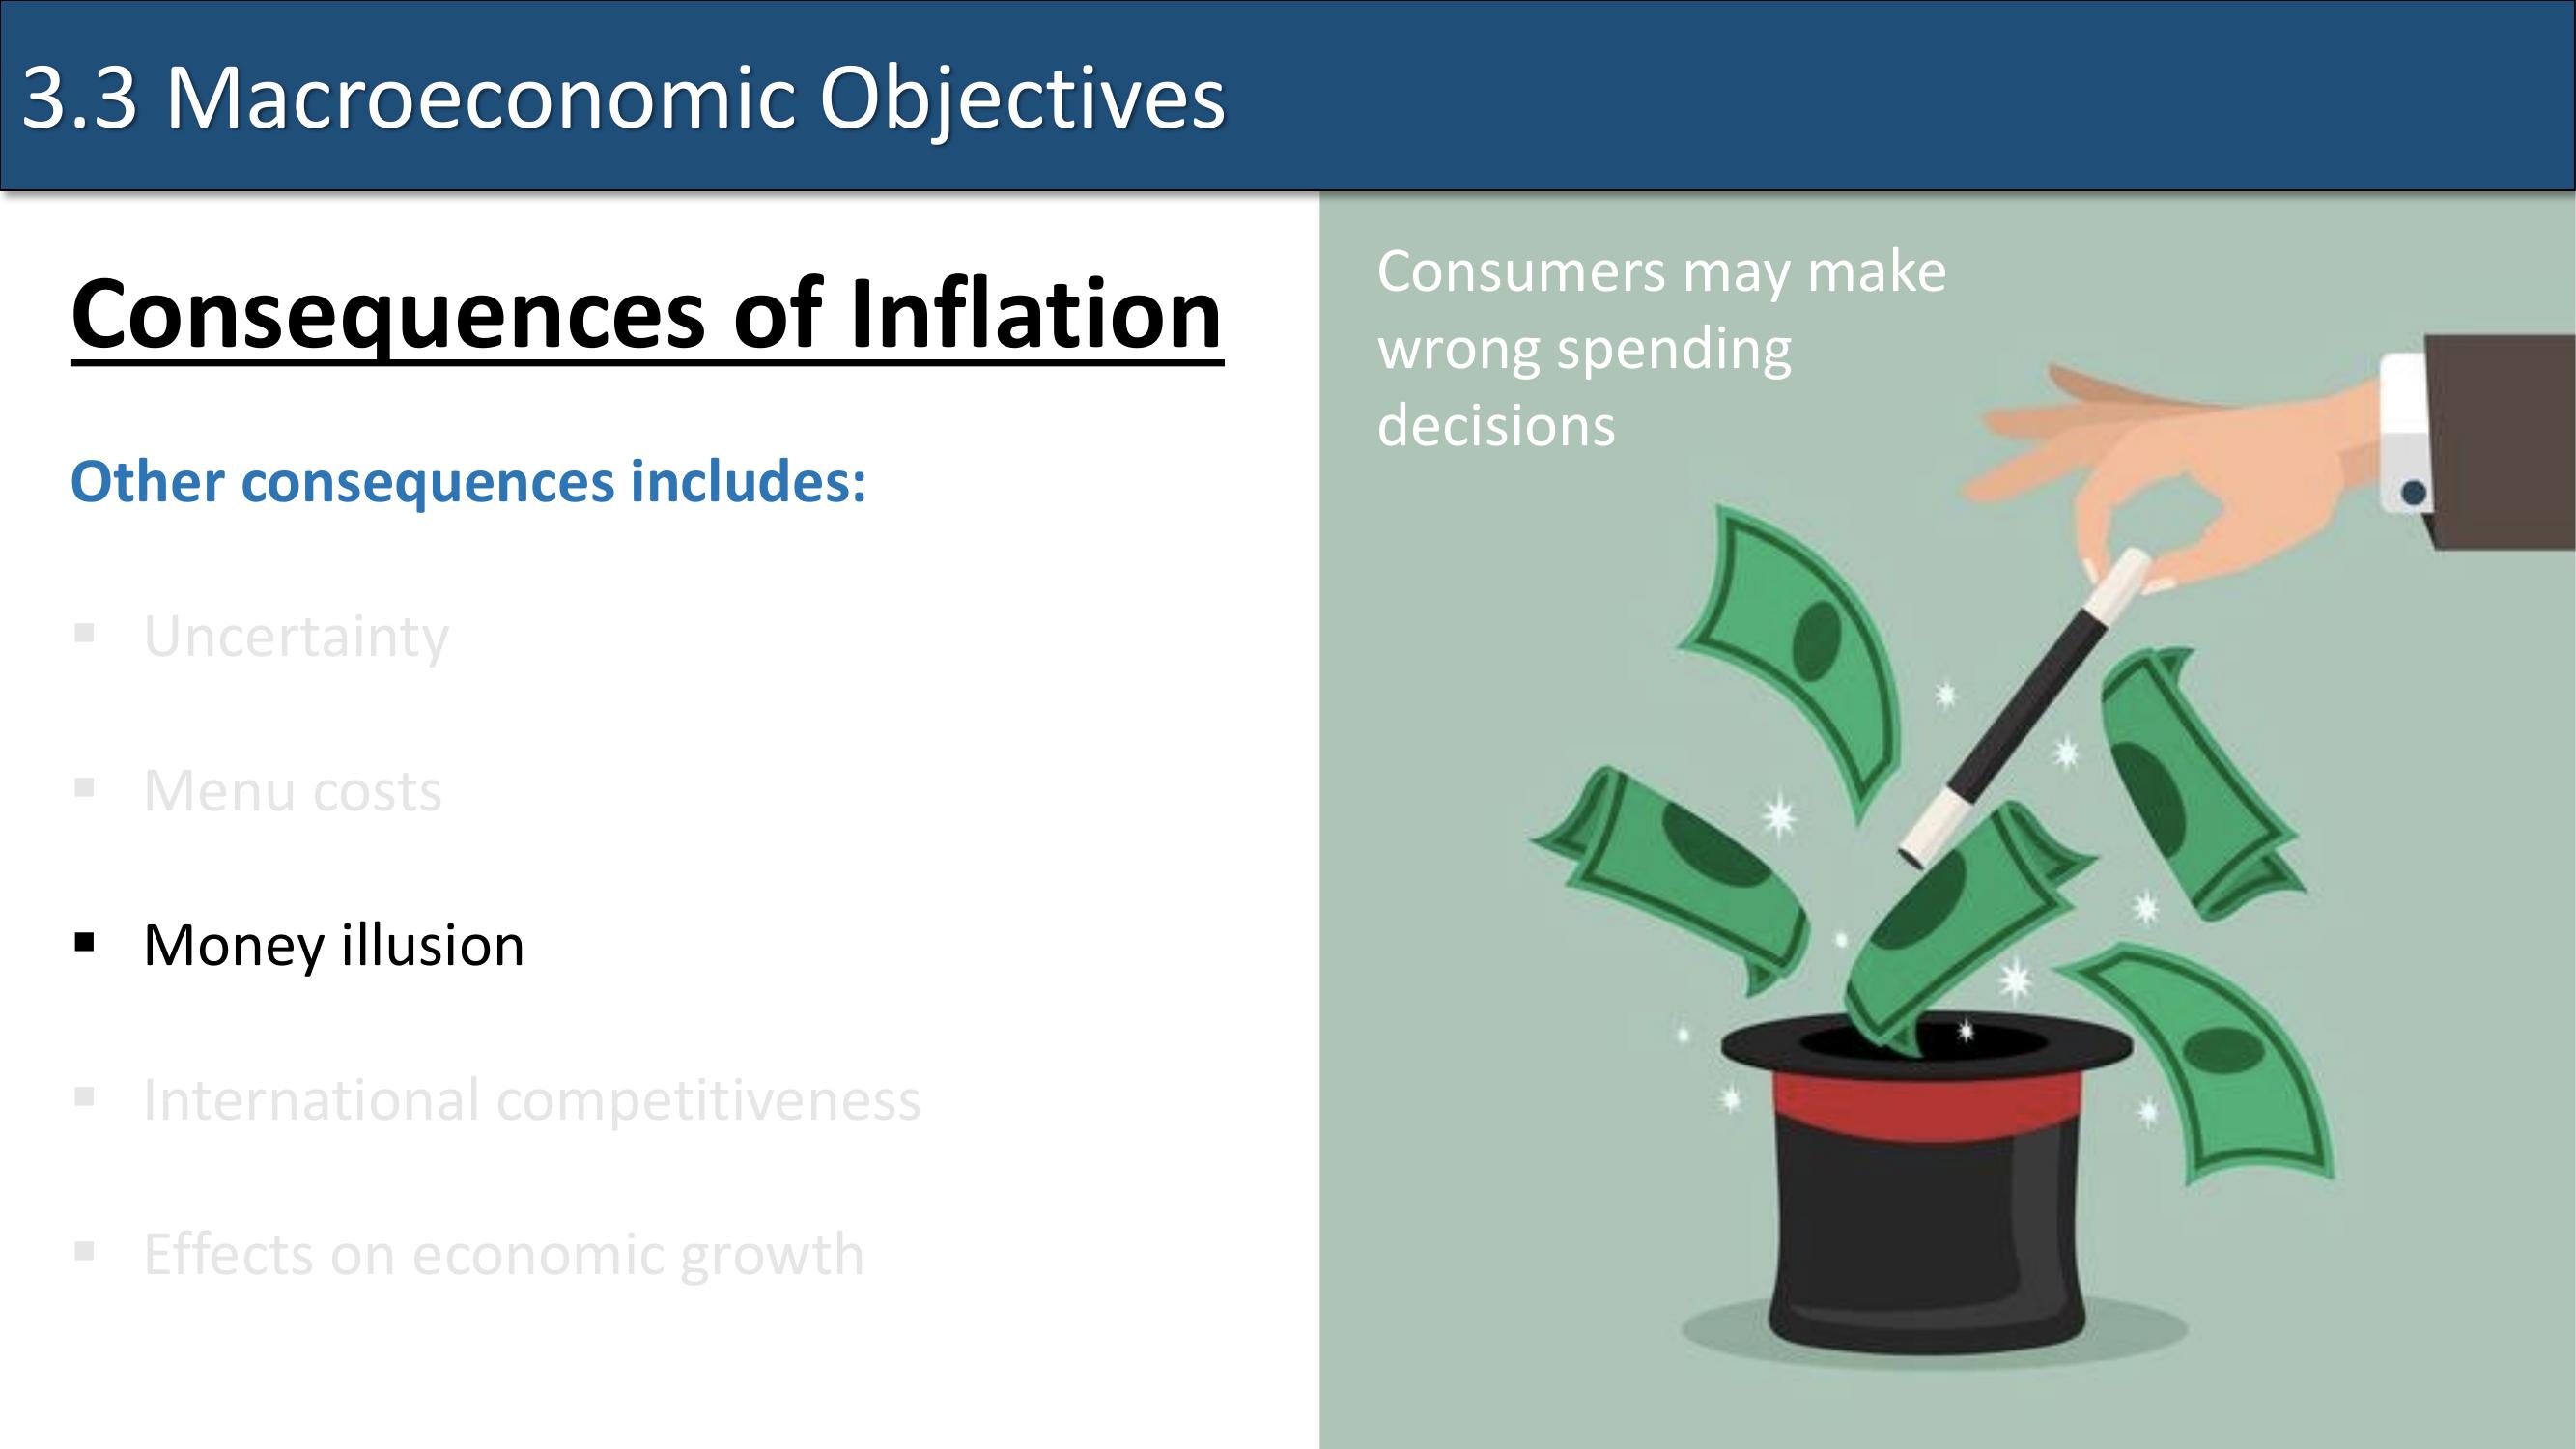 3.3 Macroeconomic Objectives
Consequences of Inflation
Other consequences includes:
▪ Uncertainty
▪ Menu costs
▪ Money illusion
▪ International competitiveness
▪ Effects on economic growth
Consumers may make
wrong spending
decisions